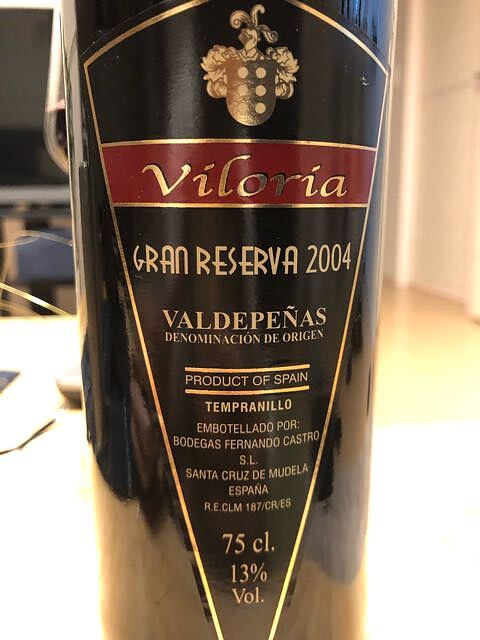 Viloria
GRAN RESERVA 2004
VALDEPEÑAS
DENOMINACIÓN DE ORIGEN
PRODUCT OF SPAIN
TEMPRANILLO
EMBOTELLADO POR:
BODEGAS FERNANDO CASTRO
S.L.
SANTA CRUZ DE MUDELA
ESPAÑA
R.E.CLM 187/CR/ES
75 cl.
13%
Vol.